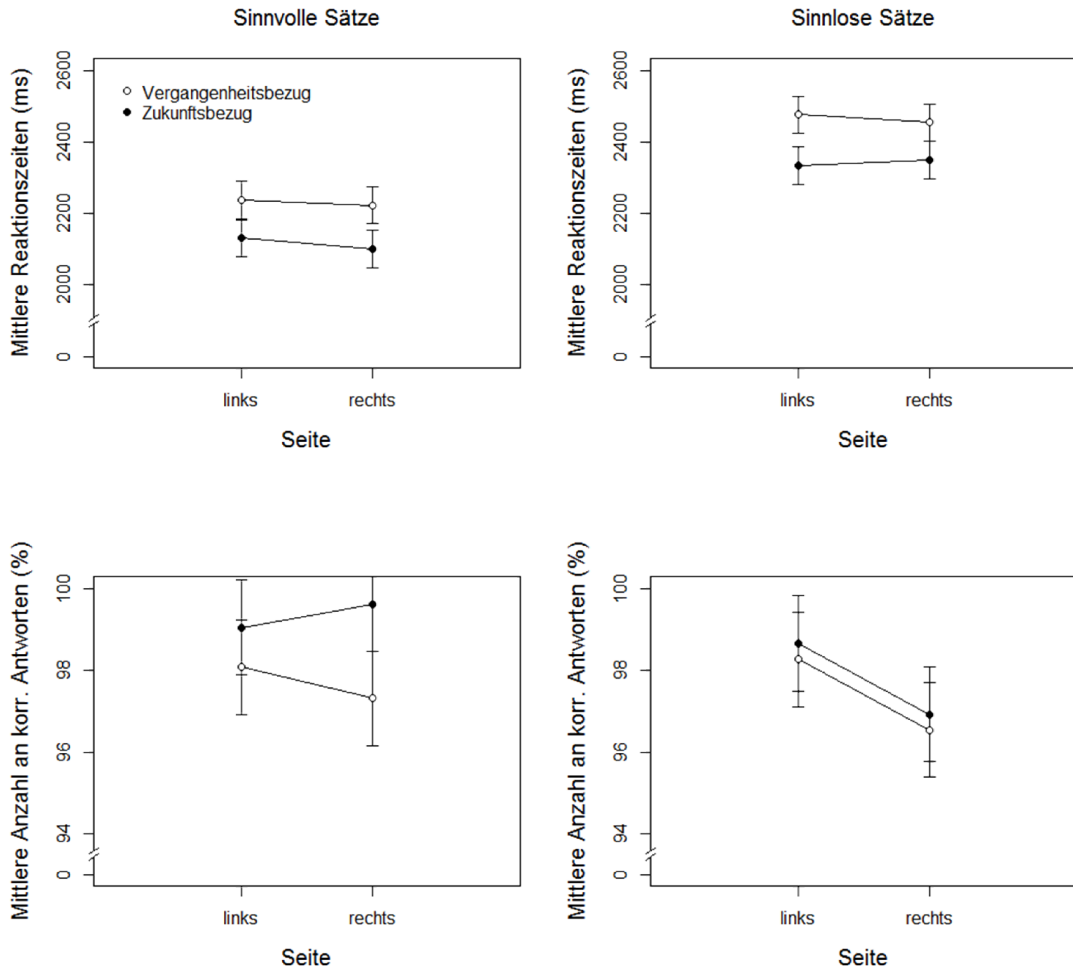 Sinnvolle Sätze
Mittlere Reaktionszeiten (ms)
2600
2400
2200
2000
0
Vergangenheitsbezug
Zukunftsbezug
links rechts
Seite
Sinnlose Sätze
Mittlere Reaktionszeiten (ms)
2600
2400
2200
2000
0
links rechts
Seite
Mittlere Anzahl an korr. Antworten (%)
100
98
96
94
0
links rechts
Seite
Mittlere Anzahl an korr. Antworten (%)
100
98
96
94
0
links rechts
Seite